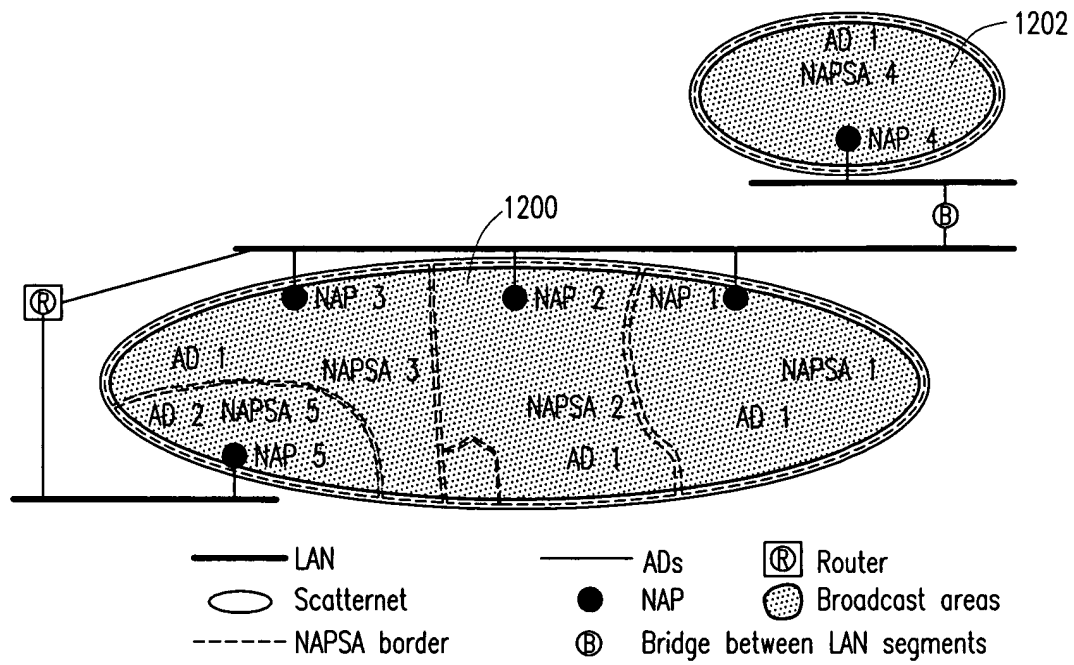 1202
AD 1
NAPSA 4
NAP 4
B
1200
R
NAP 3
NAP 2
NAP 1
AD 1
NAPSA 3
NAPSA 1
AD 2
NAPSA 5
NAPSA 2
AD 1
NAP 5
AD 1
LAN
ADs
R Router
Scatternet
NAP
Broadcast areas
NAPSA border
B Bridge between LAN segments